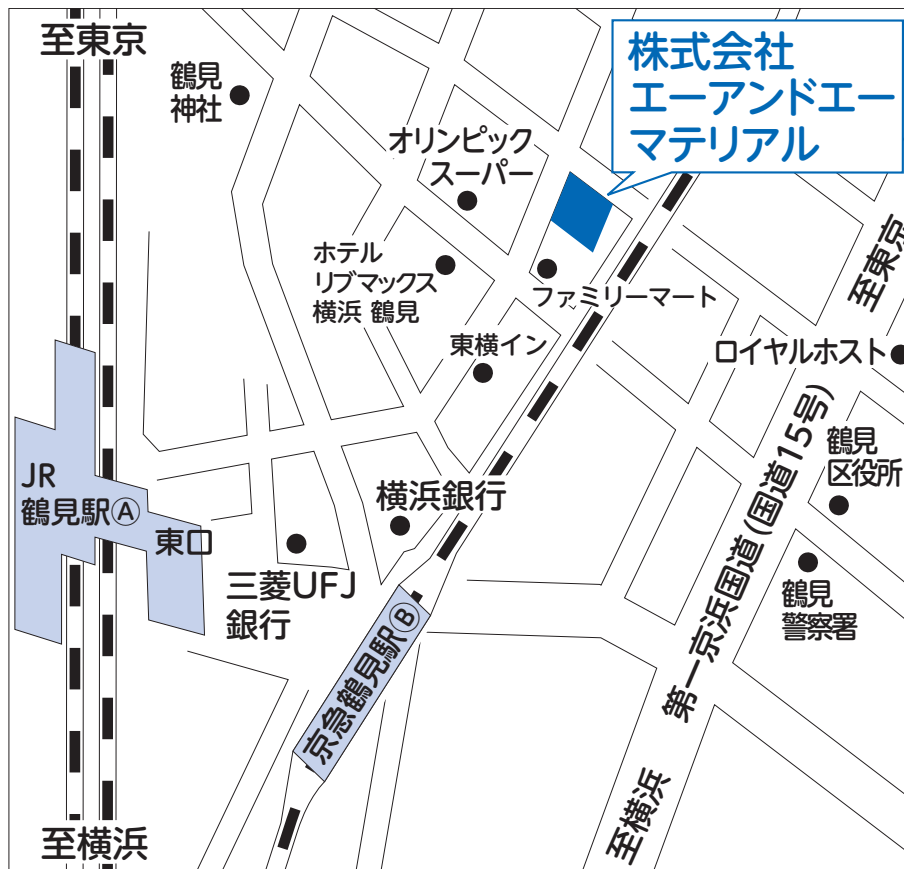 至東京
株式会社
エーアンドエー
マテリアル
鶴見
神社
オリンピック
スーパー
ホテル
リブマックス
横浜 鶴見
ファミリーマート
至東京
東横イン
ロイヤルホスト
鶴見
区役所
JR
鶴見駅Ⓐ
東口
横浜銀行
三菱UFJ
銀行
京急鶴見駅Ⓑ
第一京浜国道(国道15号)
鶴見
警察署
至横浜
至横浜